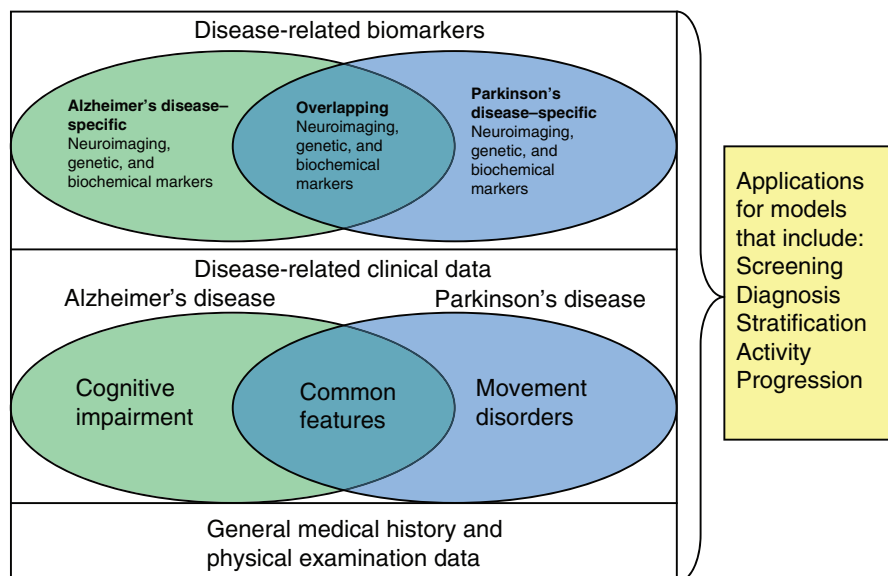 Disease-related biomarkers
Alzheimer's disease–
specific
Neuroimaging,
genetic, and
biochemical markers
Overlapping
Neuroimaging,
genetic, and
biochemical
markers
Parkinson's
disease–specific
Neuroimaging,
genetic, and
biochemical
markers
Disease-related clinical data
Alzheimer's disease
Parkinson's disease
Cognitive
impairment
Common
features
Movement
disorders
General medical history and
physical examination data
Applications
for models
that include:
Screening
Diagnosis
Stratification
Activity
Progression